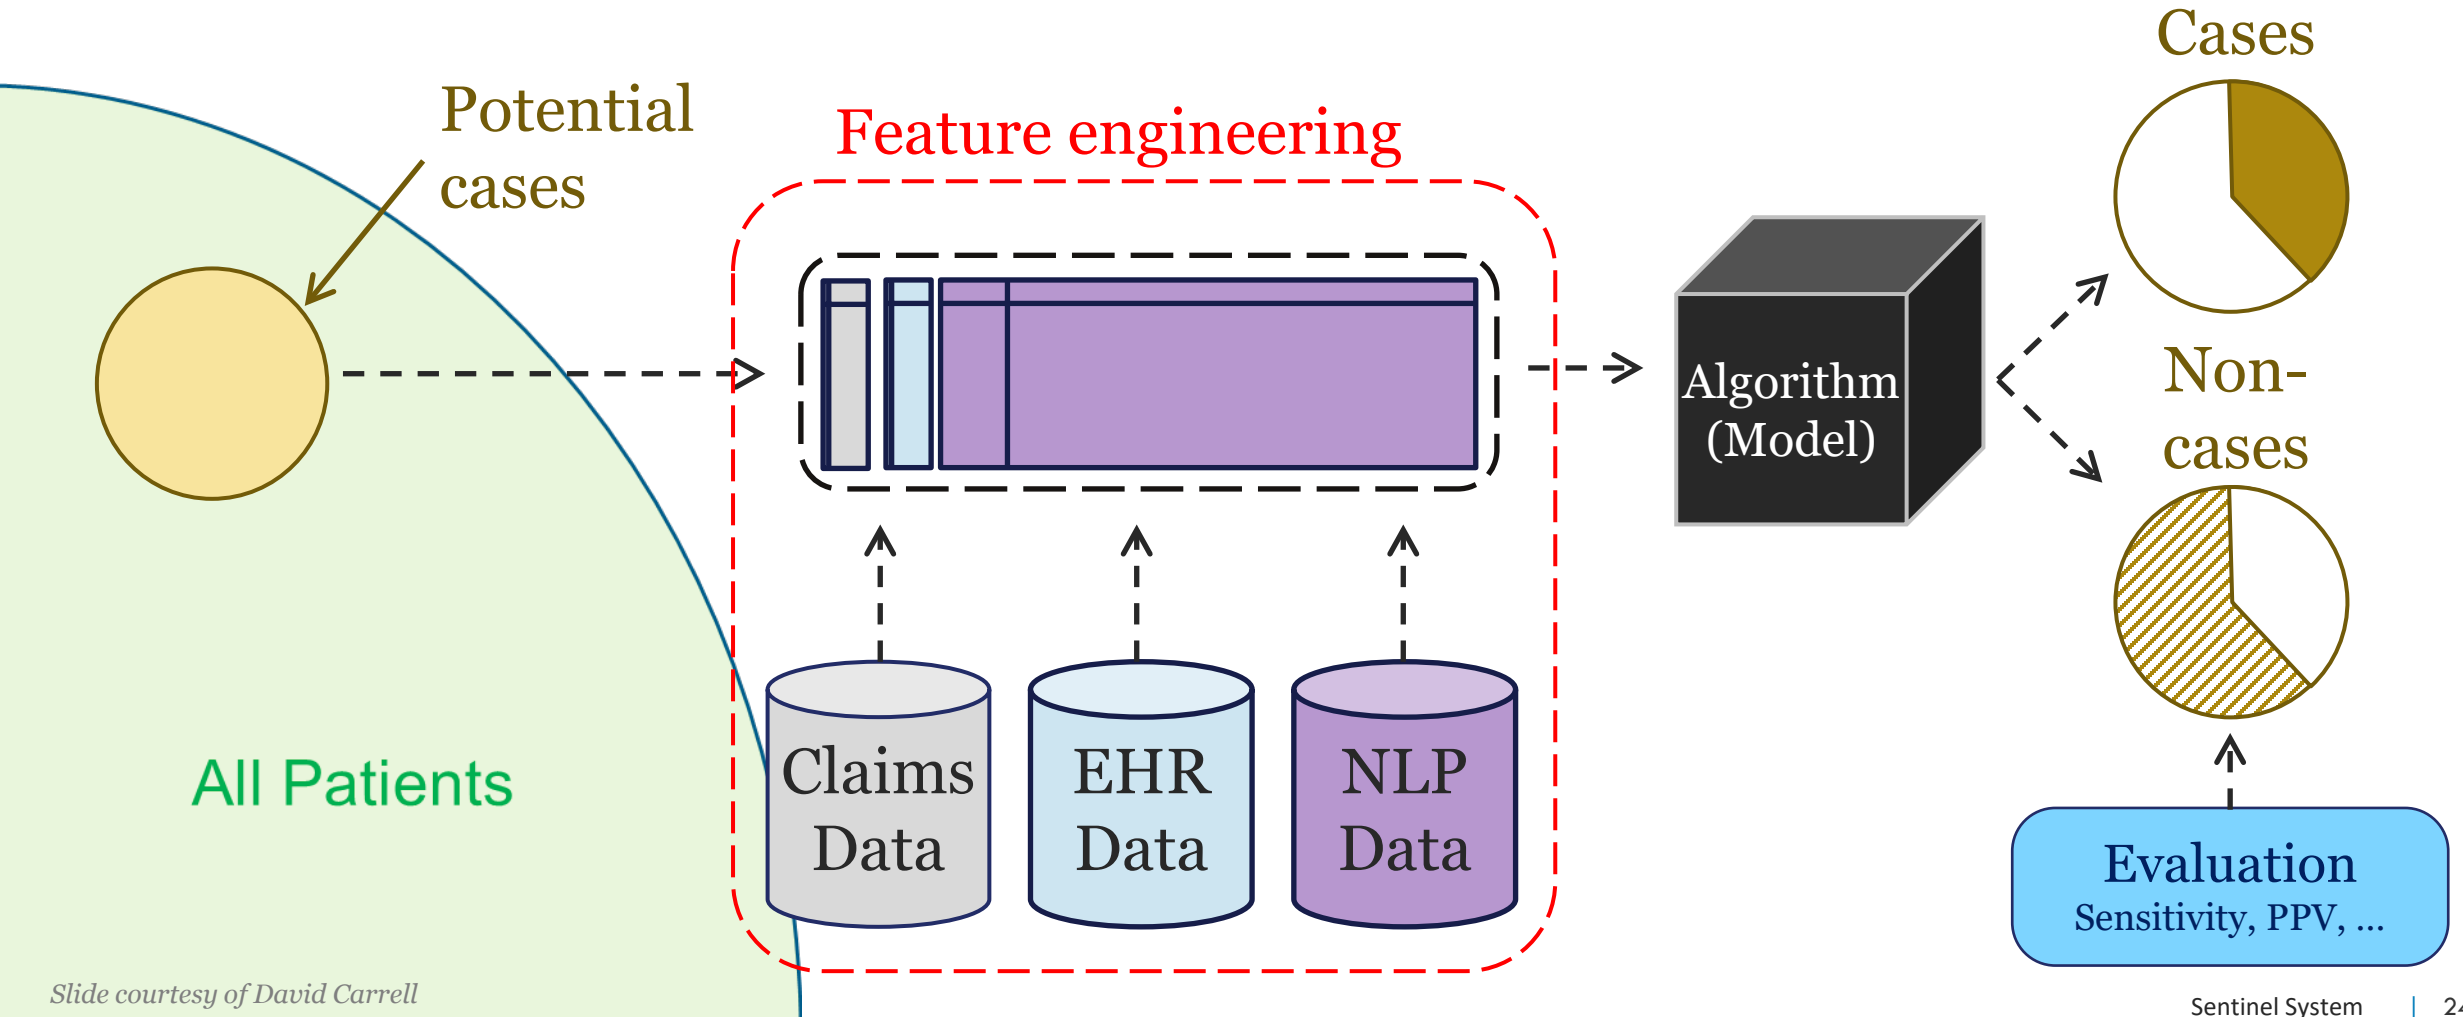 Potential
cases
Feature engineering
Cases
Algorithm
(Model)
Non-
cases
All Patients
Claims
Data
EHR
Data
NLP
Data
Evaluation
Sensitivity, PPV, ...
Slide courtesy of David Carrell
Sentinel System | 24